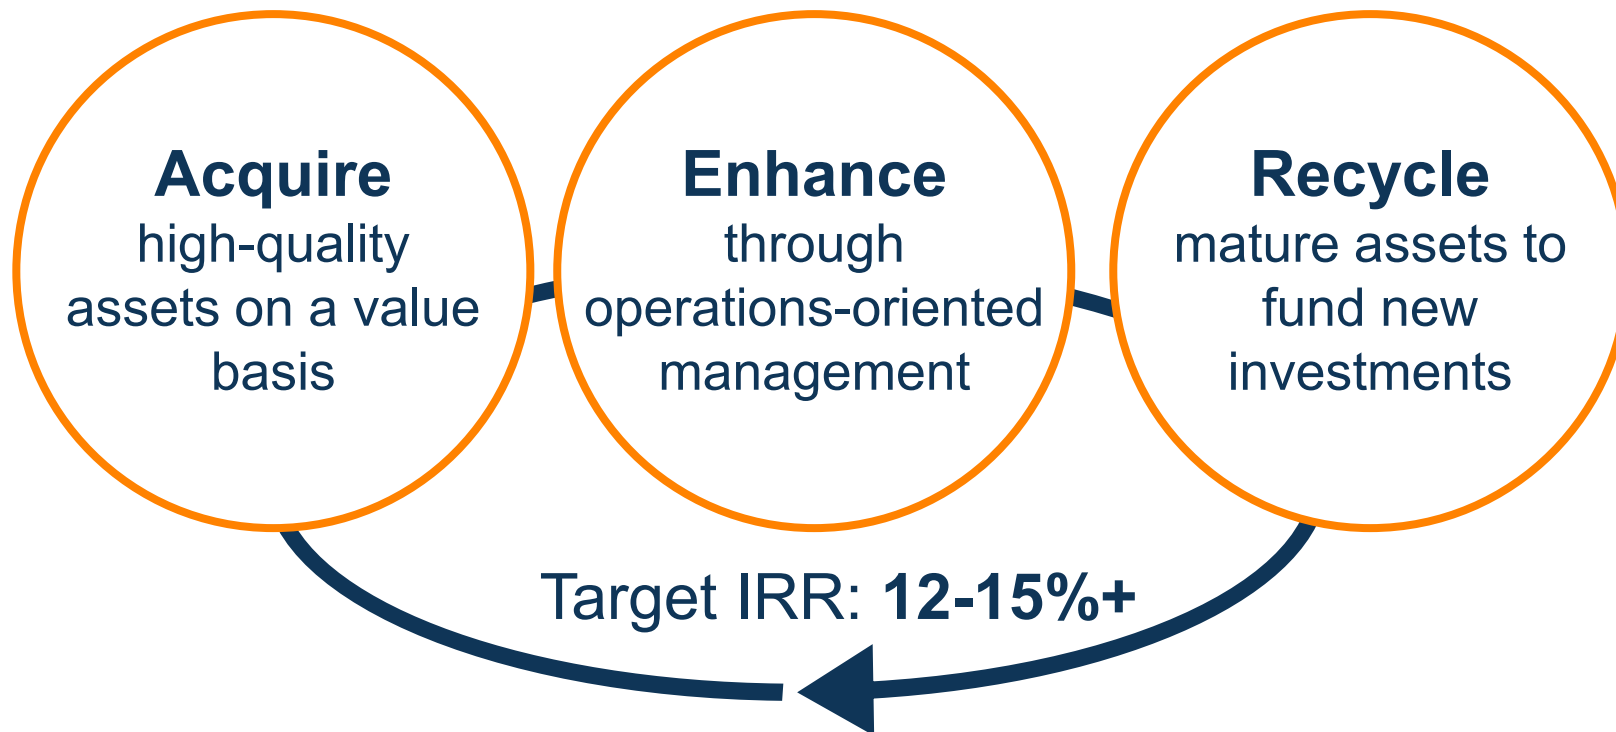 Acquire
high-quality
assets on a value
basis
Enhance
through
operations-oriented
management
Recycle
mature assets to
fund new
investments
Target IRR: 12-15%+